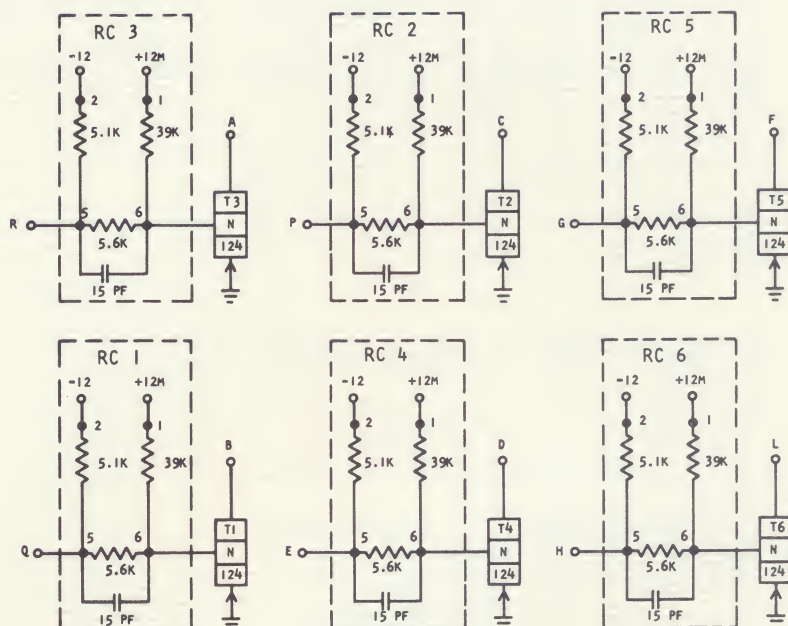 RC 3
-12 +12M
2 1
5.1K 39K
A
R
5 6
5.6K
15 PF
T3
N
124
RC 2
-12 +12M
2 1
5.1K 39K
C
P
5 6
5.6K
15 PF
T2
N
124
RC 5
-12 +12M
2 1
5.1K 39K
F
G
5 6
5.6K
15 PF
T5
N
124
RC 1
-12 +12M
2 1
5.1K 39K
B
Q
5 6
5.6K
15 PF
T1
N
124
RC 4
-12 +12M
2 1
5.1K 39K
D
E
5 6
5.6K
15 PF
T4
N
124
RC 6
-12 +12M
2 1
5.1K 39K
L
H
5 6
5.6K
15 PF
T6
N
124